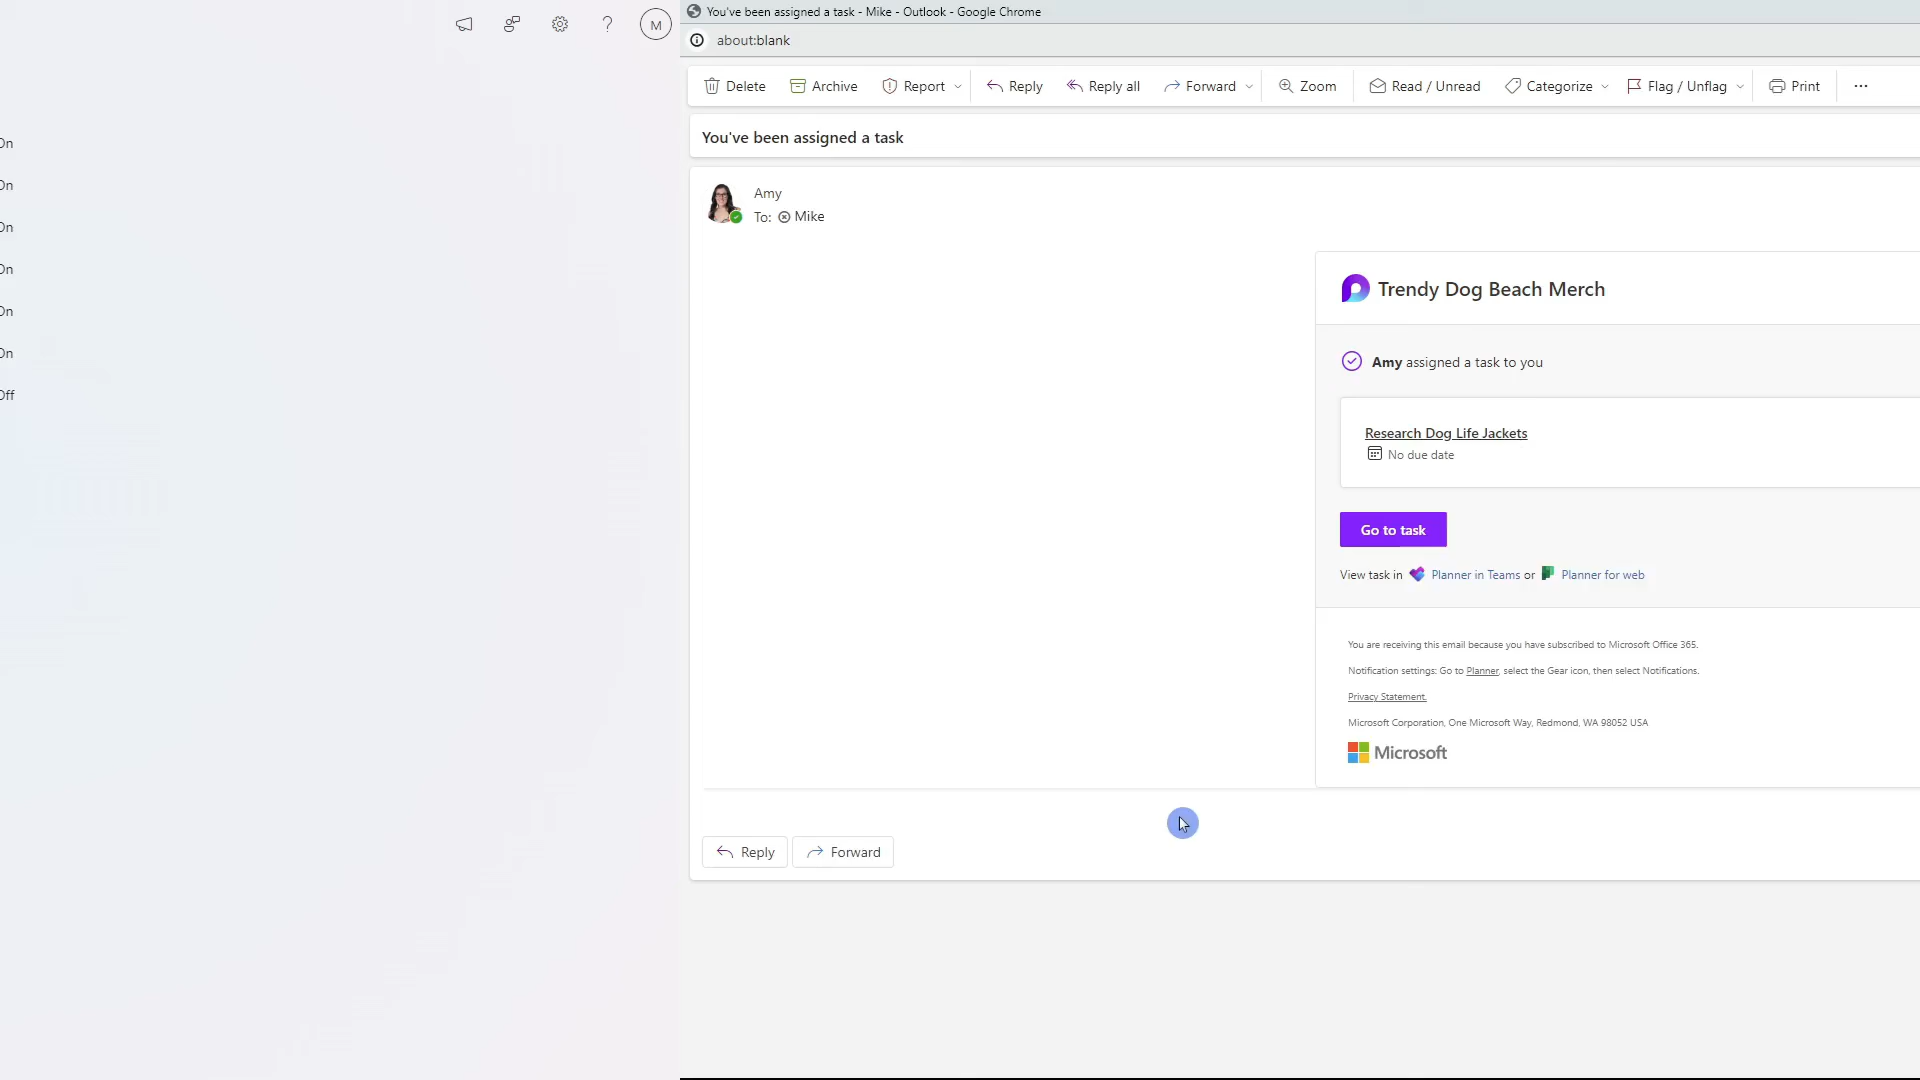 M
On
On
On
On
On
On
Off
You've been assigned a task - Mike - Outlook - Google Chrome
about:blank
Delete Archive Report Reply Reply all Forward Zoom Read / Unread Categorize Flag / Unflag Print ...
You've been assigned a task
Amy
To: Mike
Trendy Dog Beach Merch
Amy assigned a task to you
Research Dog Life Jackets
No due date
Go to task
View task in Planner in Teams or Planner for web
You are receiving this email because you have subscribed to Microsoft Office 365.
Notification settings: Go to Planner, select the Gear icon, then select Notifications.
Privacy Statement.
Microsoft Corporation, One Microsoft Way, Redmond, WA 98052 USA
Microsoft
Reply Forward